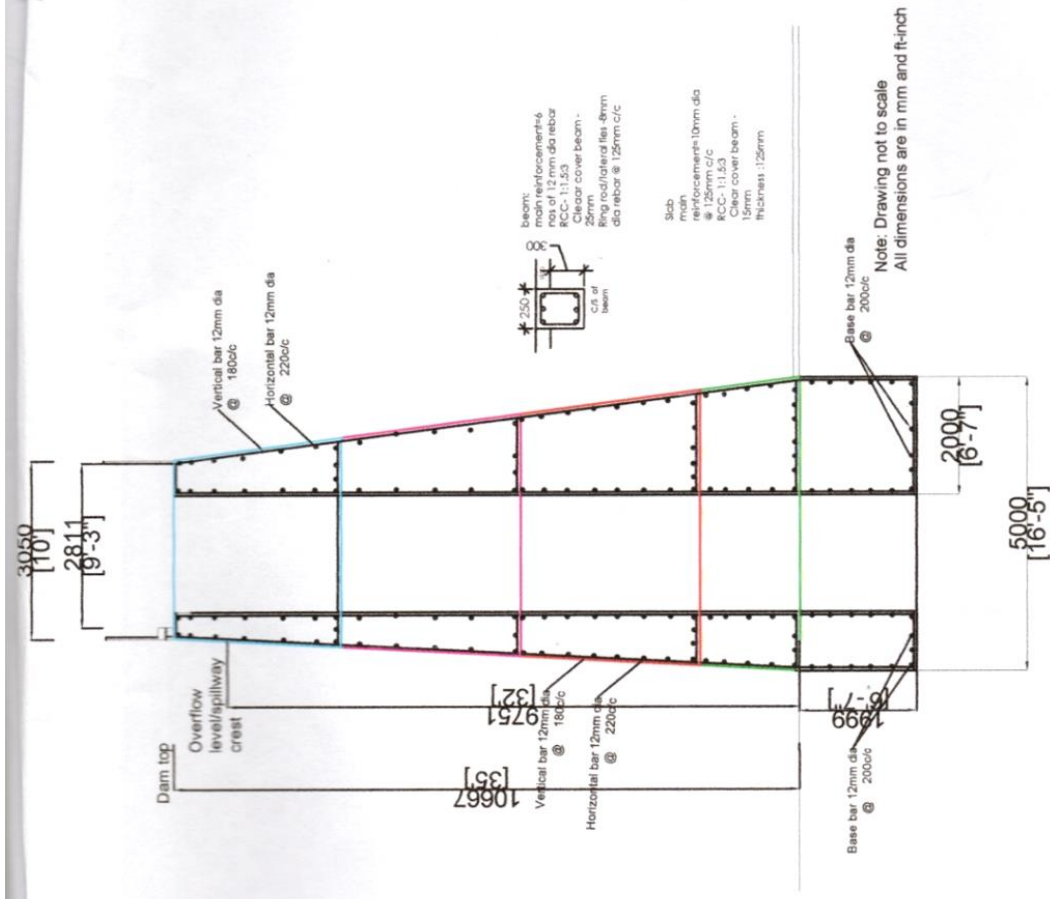 3050
[10']
2811
[9'-3"]
Dam top
Overflow
level/spillway
crest
Vertical bar 12mm dia
@ 180c/c
Horizontal bar 12mm dia
@ 220c/c
250
300
C/S of
beam
beam:
main reinforcement=6
nos of 12 mm dia rebar
RCC- 1:1.5:3
Cleaar cover beam -
25mm
Ring rod/lateral ties -8mm
dia rebar @ 125mm c/c
Slab
main
reinforcement=10mm dia
@ 125mm c/c
RCC- 1:1.5:3
Clear cover beam -
15mm
thickness :125mm
9751
[32']
10667
[35']
Vertical bar 12mm dia
@ 180c/c
Horizontal bar 12mm dia
@ 220c/c
1999
[6'-7"]
Base bar 12mm dia
@ 200c/c
Base bar 12mm dia
@ 200c/c
2000
[6'-7"]
5000
[16'-5"]
Note: Drawing not to scale
All dimensions are in mm and ft-inch